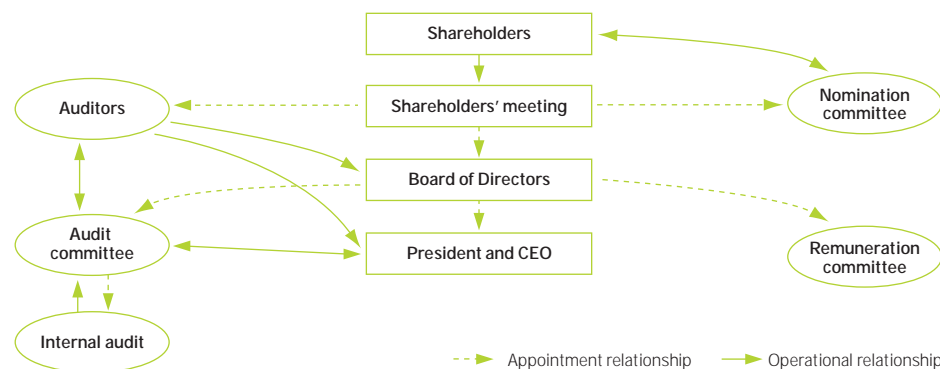 Shareholders
Auditors
Shareholders' meeting
Nomination
committee
Board of Directors
Audit
committee
President and CEO
Remuneration
committee
Internal audit
Appointment relationship
Operational relationship